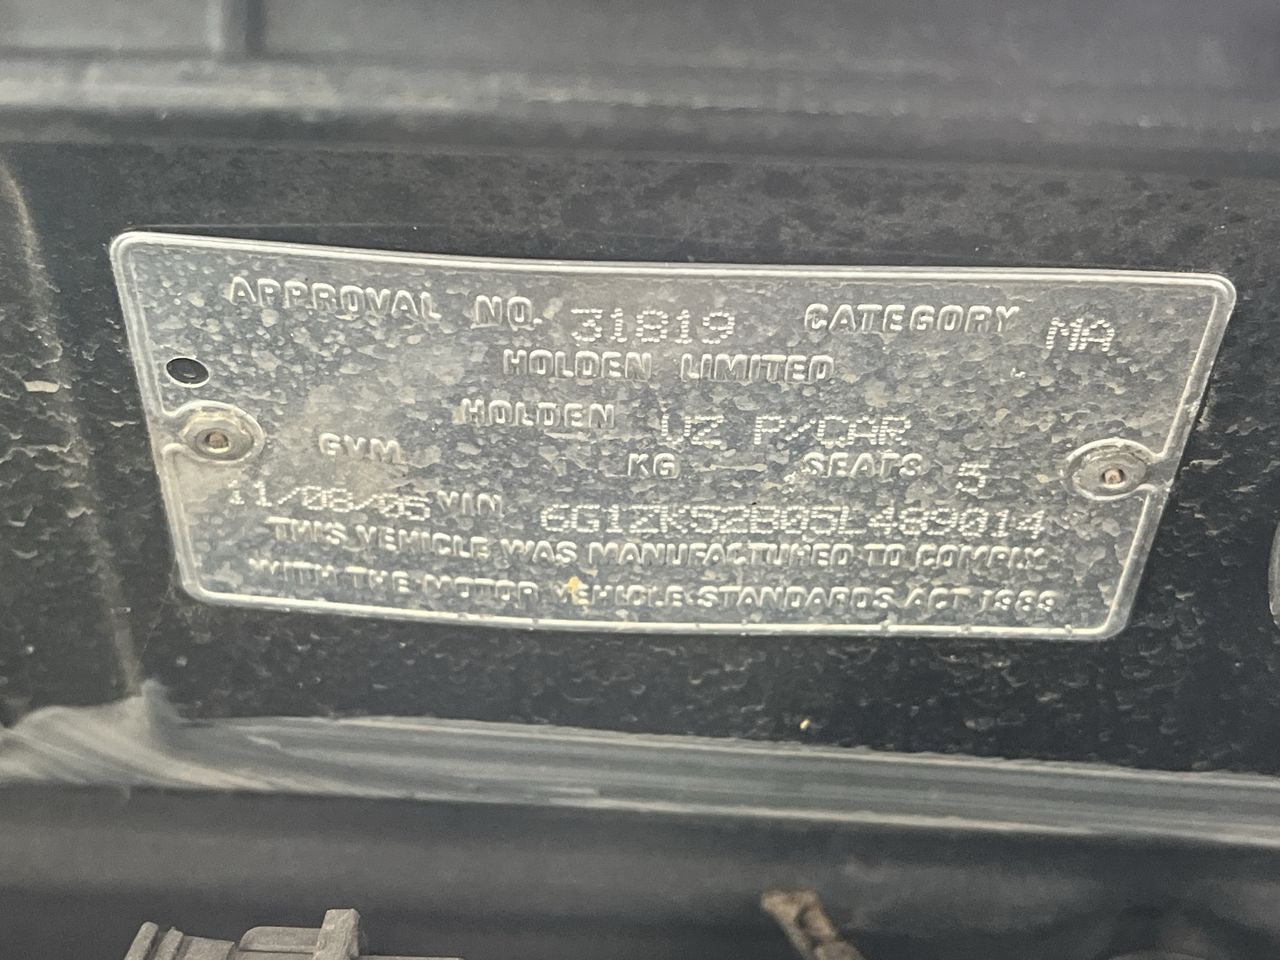 APPROVAL NO. 31819 CATEGORY MA
HOLDEN LIMITED
HOLDEN VZ P/CAR
GVM KG SEATS 5
11/08/05 VIN 6G1ZK52B05L489014
THIS VEHICLE WAS MANUFACTURED TO COMPLY
WITH THE MOTOR VEHICLE STANDARDS ACT 1989